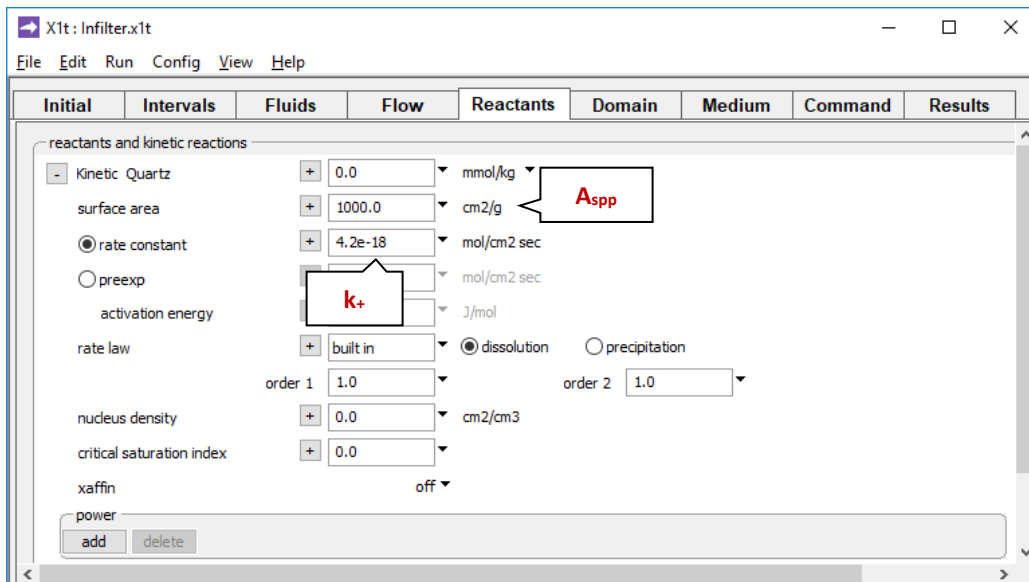 X1t : Infilter.x1t
File Edit Run Config View Help
Initial Intervals Fluids Flow Reactants Domain Medium Command Results
reactants and kinetic reactions
- Kinetic Quartz + 0.0 mmol/kg
Aspp
surface area + 1000.0 cm2/g
rate constant + 4.2e-18 mol/cm2 sec
preexp mol/cm2 sec
k+
activation energy J/mol
rate law + built in dissolution precipitation
order 1 1.0 order 2 1.0
nucleus density + 0.0 cm2/cm3
critical saturation index + 0.0
xaffin off
power
add delete